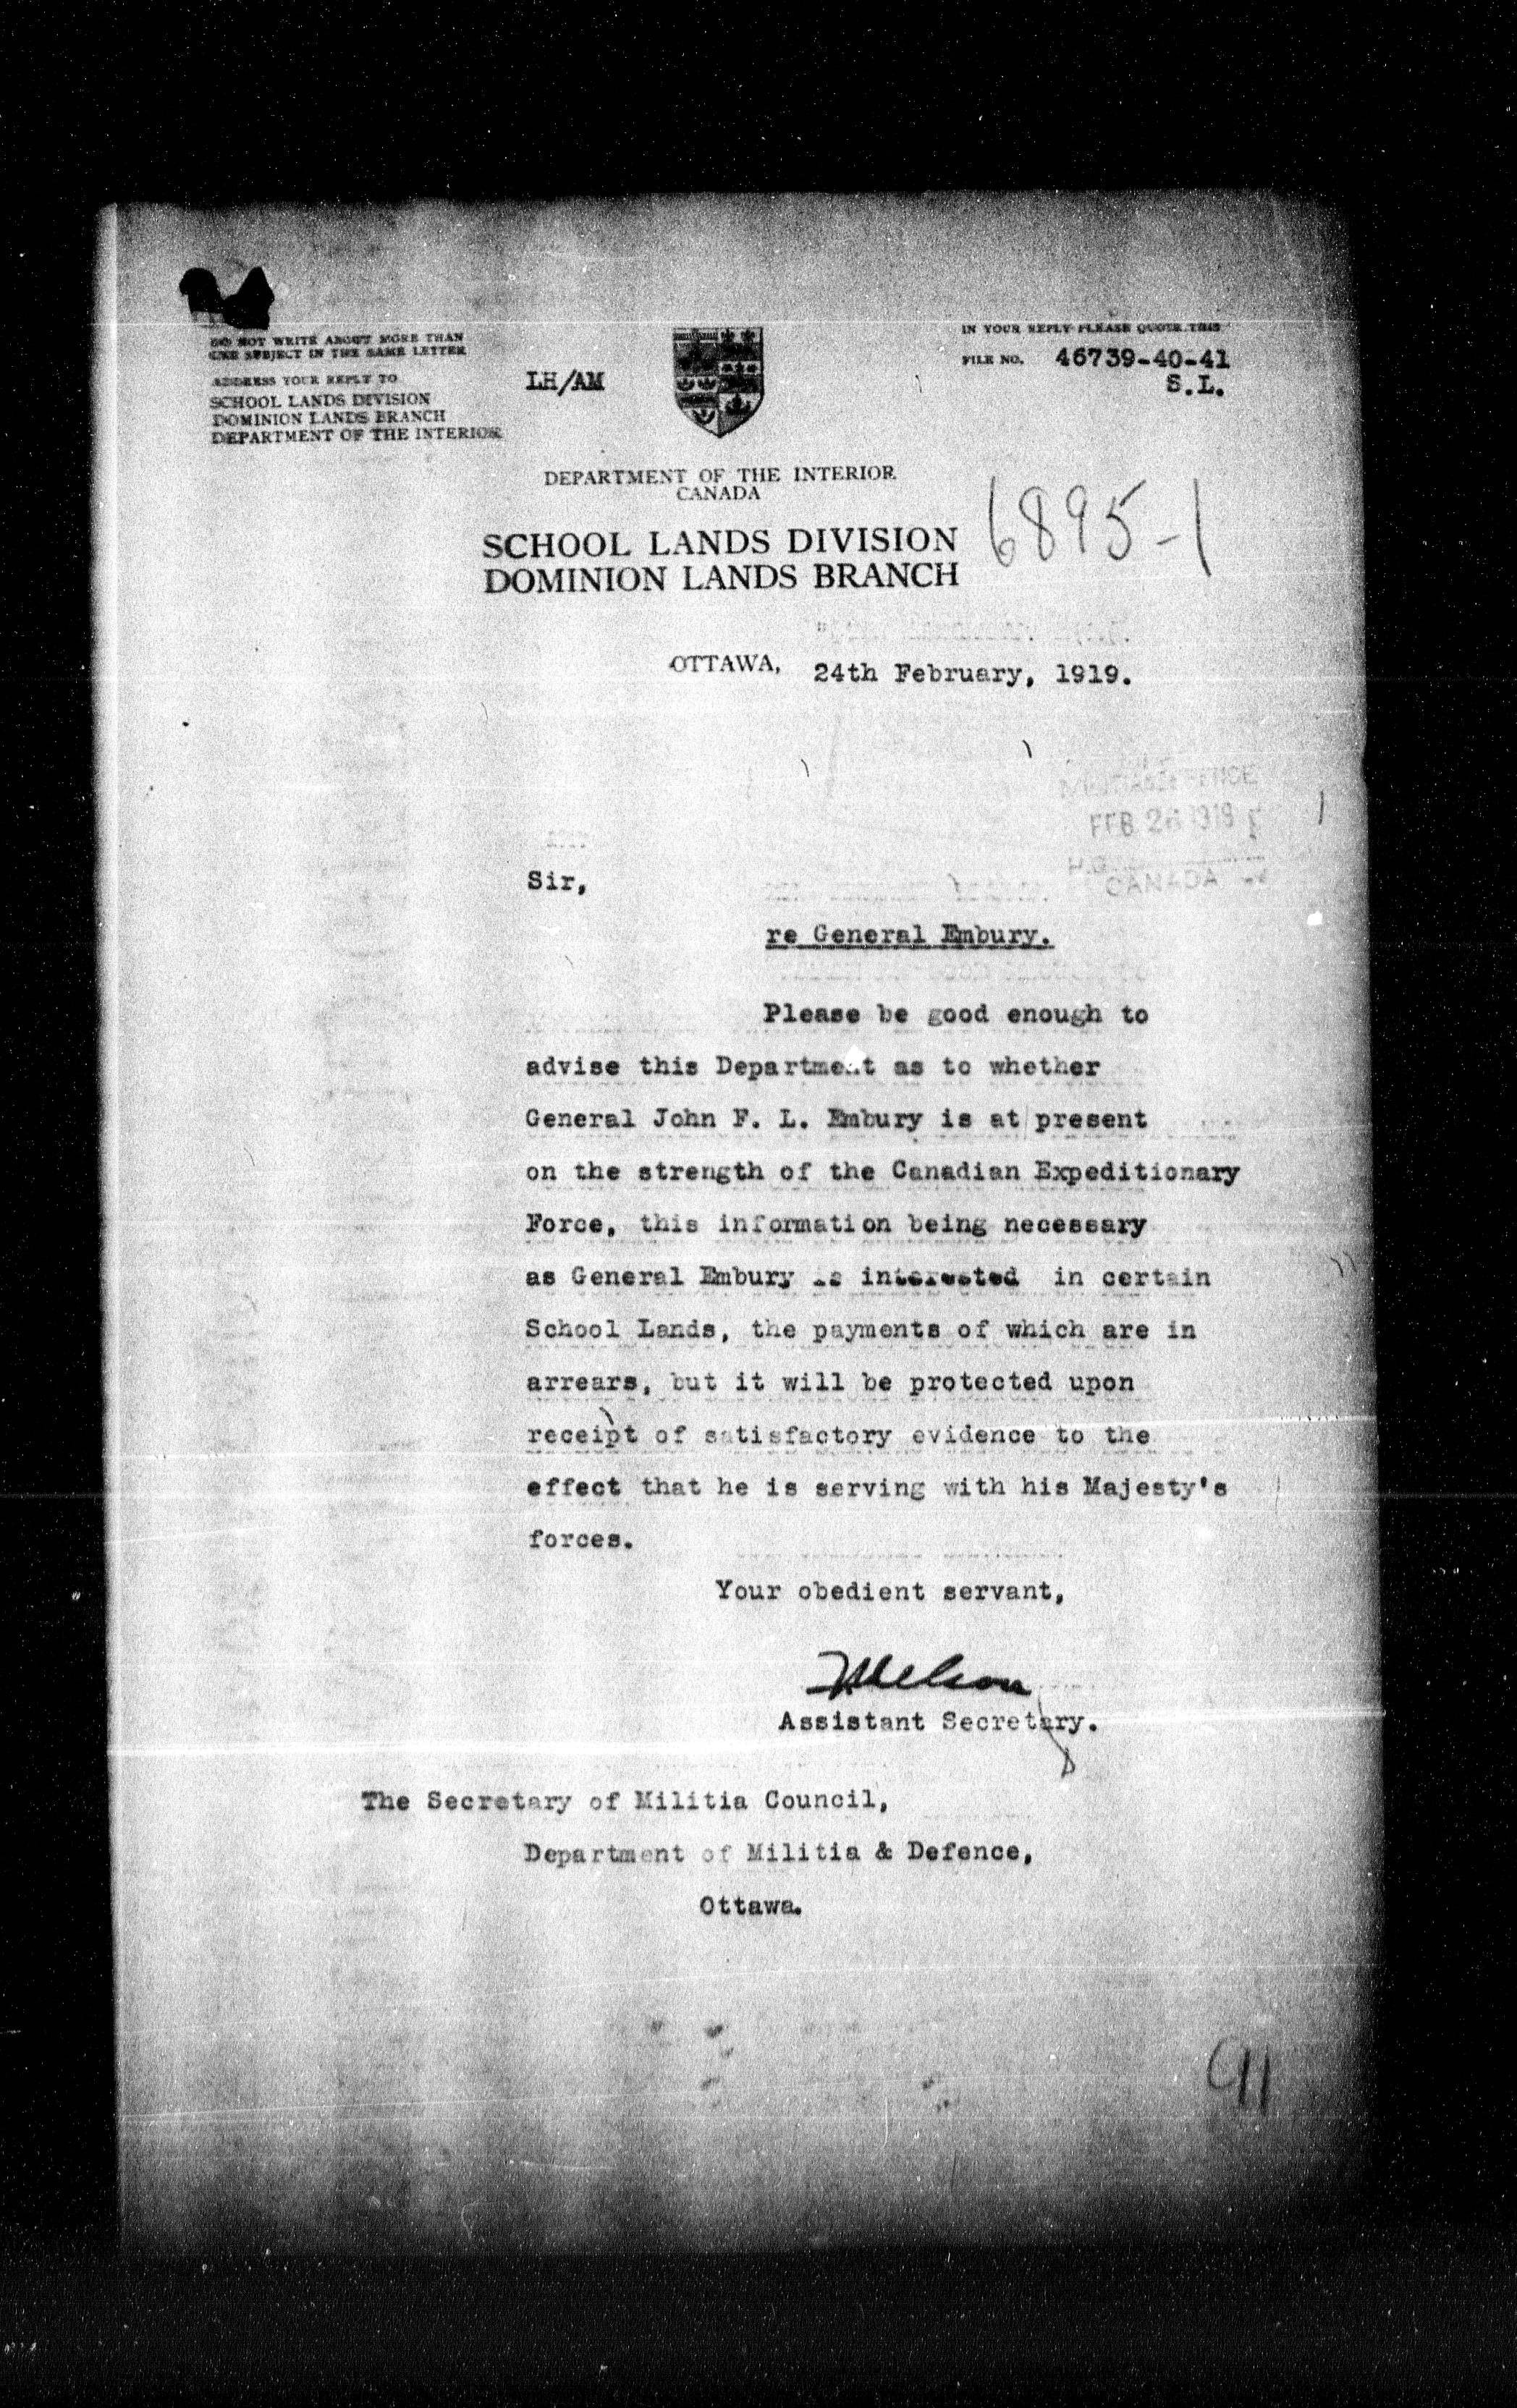 DO NOT WRITE ABOUT MORE THAN
ONE SUBJECT IN THE SAME LETTER
ADDRESS YOUR REPLY TO
SCHOOL LANDS DIVISION
DOMINION LANDS BRANCH
DEPARTMENT OF THE INTERIOR
LH/AM
IN YOUR REPLY PLEASE QUOTE THIS
FILE NO. 46739-40-41
S.L.
DEPARTMENT OF THE INTERIOR
CANADA
SCHOOL LANDS DIVISION
DOMINION LANDS BRANCH
6895-1
OTTAWA, 24th February, 1919.
FEB 26 1919
H.Q.
CANADA
Sir,
re General Embury.
Please be good enough to
advise this Department as to whether
General John F. L. Embury is at present
on the strength of the Canadian Expeditionary
Force, this information being necessary
as General Embury is interested in certain
School Lands, the payments of which are in
arrears, but it will be protected upon
receipt of satisfactory evidence to the
effect that he is serving with his Majesty's
forces.
Your obedient servant,
Assistant Secretary.
The Secretary of Militia Council,
Department of Militia & Defence,
Ottawa.